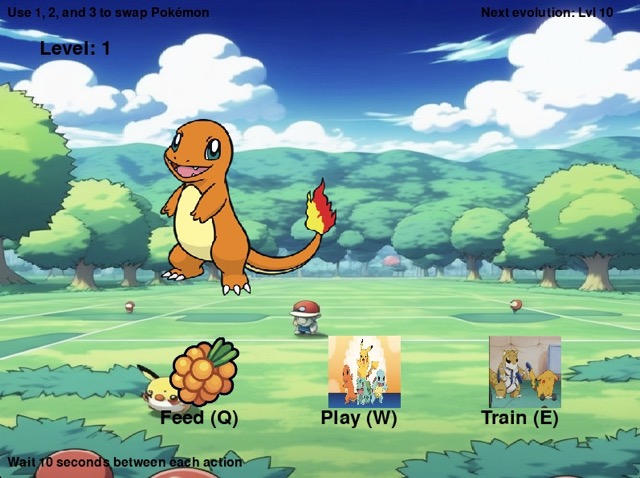 Use 1, 2, and 3 to swap Pokémon
Next evolution: Lvl 10
Level: 1
Feed (Q)
Play (W)
Train (Ê)
Wait 10 seconds between each action